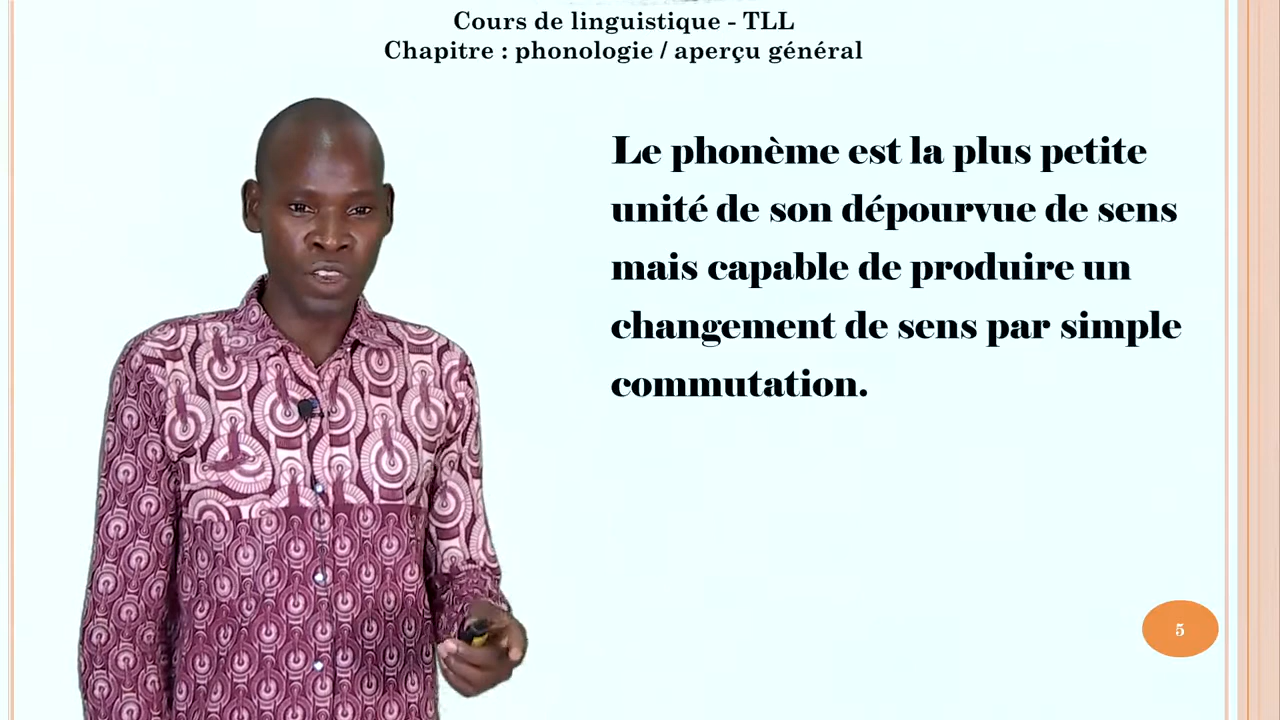 Cours de linguistique - TLL
Chapitre : phonologie / aperçu général
Le phonème est la plus petite
unité de son dépourvue de sens
mais capable de produire un
changement de sens par simple
commutation.
5